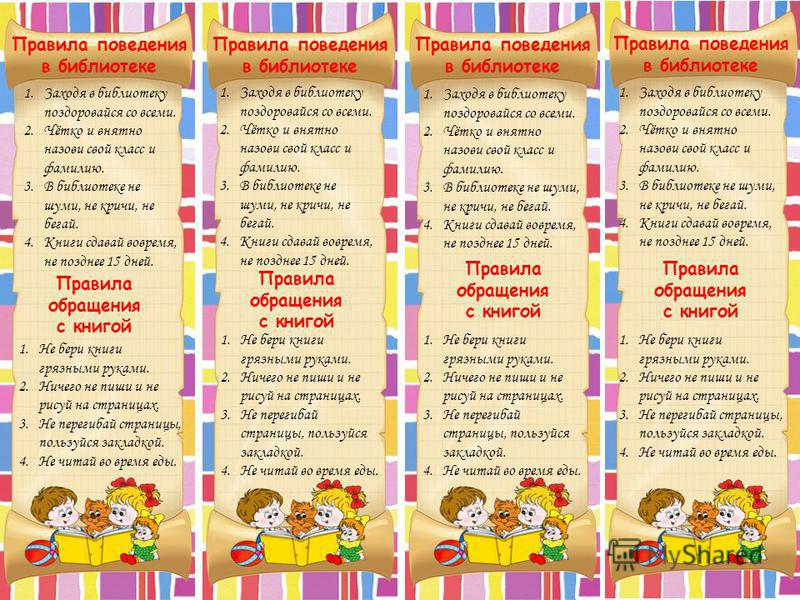 Правила поведения
в библиотеке
1. Заходя в библиотеку
поздоровайся со всеми.
2. Чётко и внятно
назови свой класс и
фамилию.
3. В библиотеке не
шуми, не кричи, не
бегай.
4. Книги сдавай вовремя,
не позднее 15 дней.
Правила
обращения
с книгой
1. Не бери книги
грязными руками.
2. Ничего не пиши и не
рисуй на страницах.
3. Не перегибай страницы,
пользуйся закладкой.
4. Не читай во время еды.
Правила поведения
в библиотеке
1. Заходя в библиотеку
поздоровайся со всеми.
2. Чётко и внятно
назови свой класс и
фамилию.
3. В библиотеке не
шуми, не кричи, не
бегай.
4. Книги сдавай вовремя,
не позднее 15 дней.
Правила
обращения
с книгой
1. Не бери книги
грязными руками.
2. Ничего не пиши и не
рисуй на страницах.
3. Не перегибай
страницы, пользуйся
закладкой.
4. Не читай во время еды.
Правила поведения
в библиотеке
1. Заходя в библиотеку
поздоровайся со всеми.
2. Чётко и внятно
назови свой класс и
фамилию.
3. В библиотеке не шуми,
не кричи, не бегай.
4. Книги сдавай вовремя,
не позднее 15 дней.
Правила
обращения
с книгой
1. Не бери книги
грязными руками.
2. Ничего не пиши и не
рисуй на страницах.
3. Не перегибай
страницы, пользуйся
закладкой.
4. Не читай во время еды.
Правила поведения
в библиотеке
1. Заходя в библиотеку
поздоровайся со всеми.
2. Чётко и внятно
назови свой класс и
фамилию.
3. В библиотеке не шуми,
не кричи, не бегай.
4. Книги сдавай вовремя,
не позднее 15 дней.
Правила
обращения
с книгой
1. Не бери книги
грязными руками.
2. Ничего не пиши и не
рисуй на страницах.
3. Не перегибай страницы,
пользуйся закладкой.
4. Не читай во время еды.
MyShared